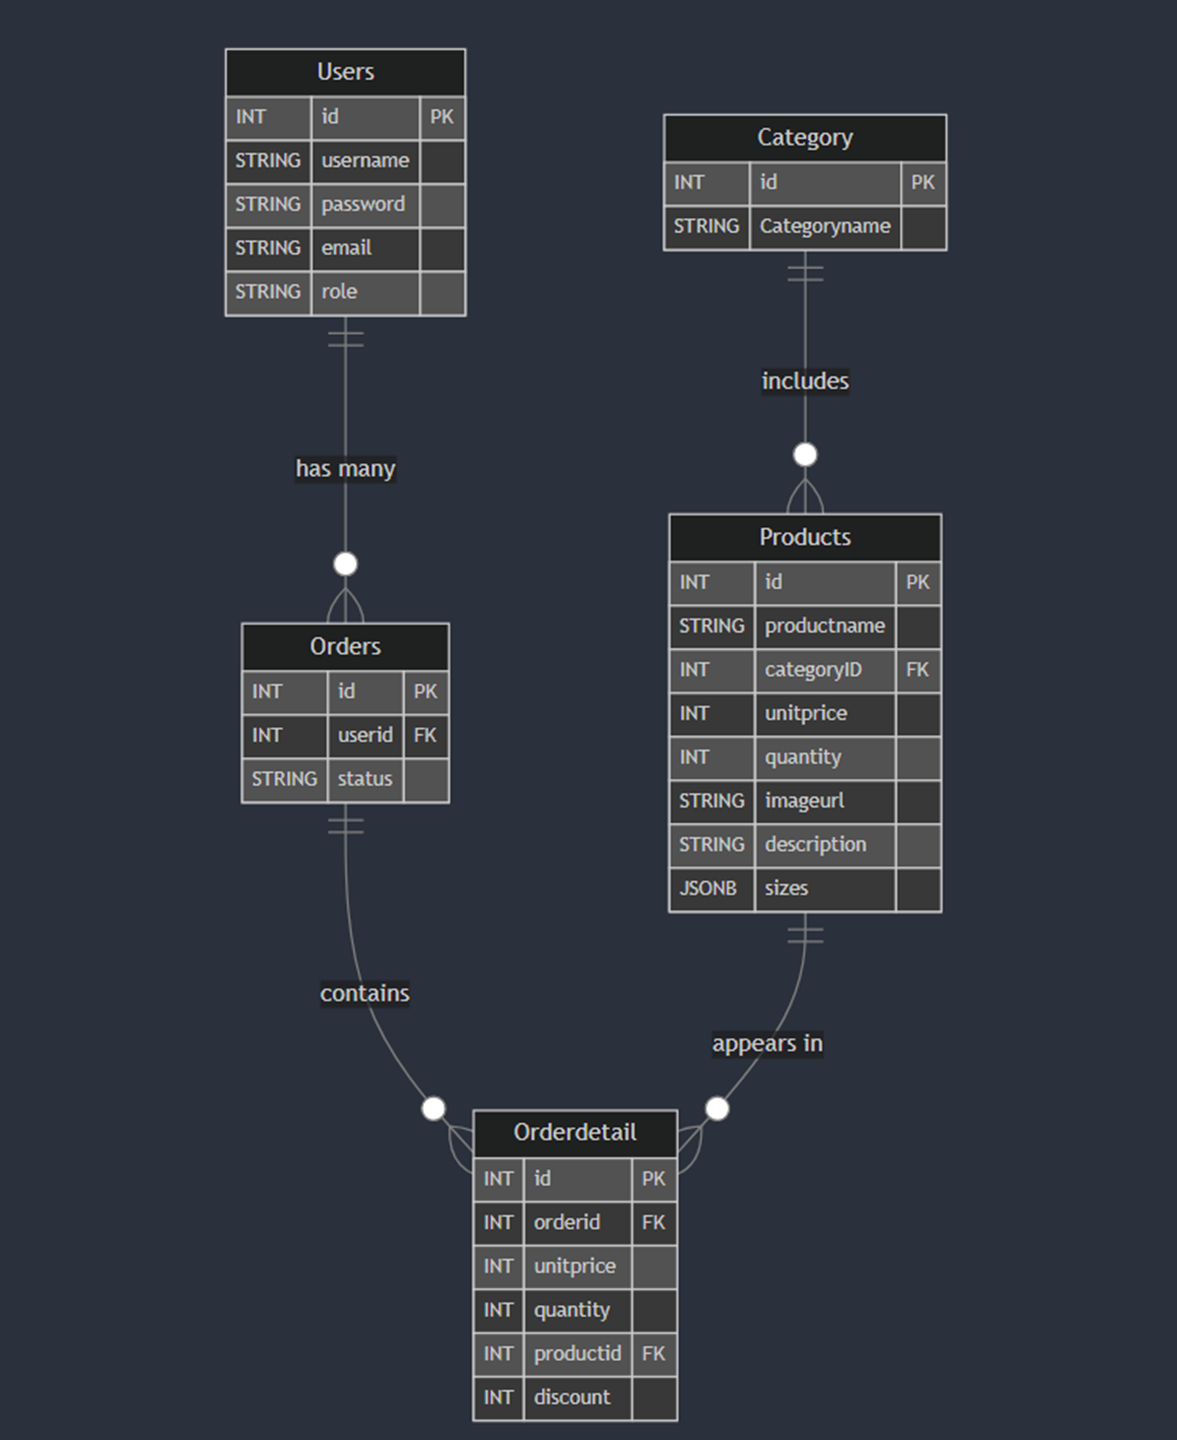 Users
INT id PK
STRING username
STRING password
STRING email
STRING role
Category
INT id PK
STRING Categoryname
includes
has many
Products
INT id PK
STRING productname
INT categoryID FK
INT unitprice
INT quantity
STRING imageurl
STRING description
JSONB sizes
Orders
INT id PK
INT userid FK
STRING status
contains
appears in
Orderdetail
INT id PK
INT orderid FK
INT unitprice
INT quantity
INT productid FK
INT discount